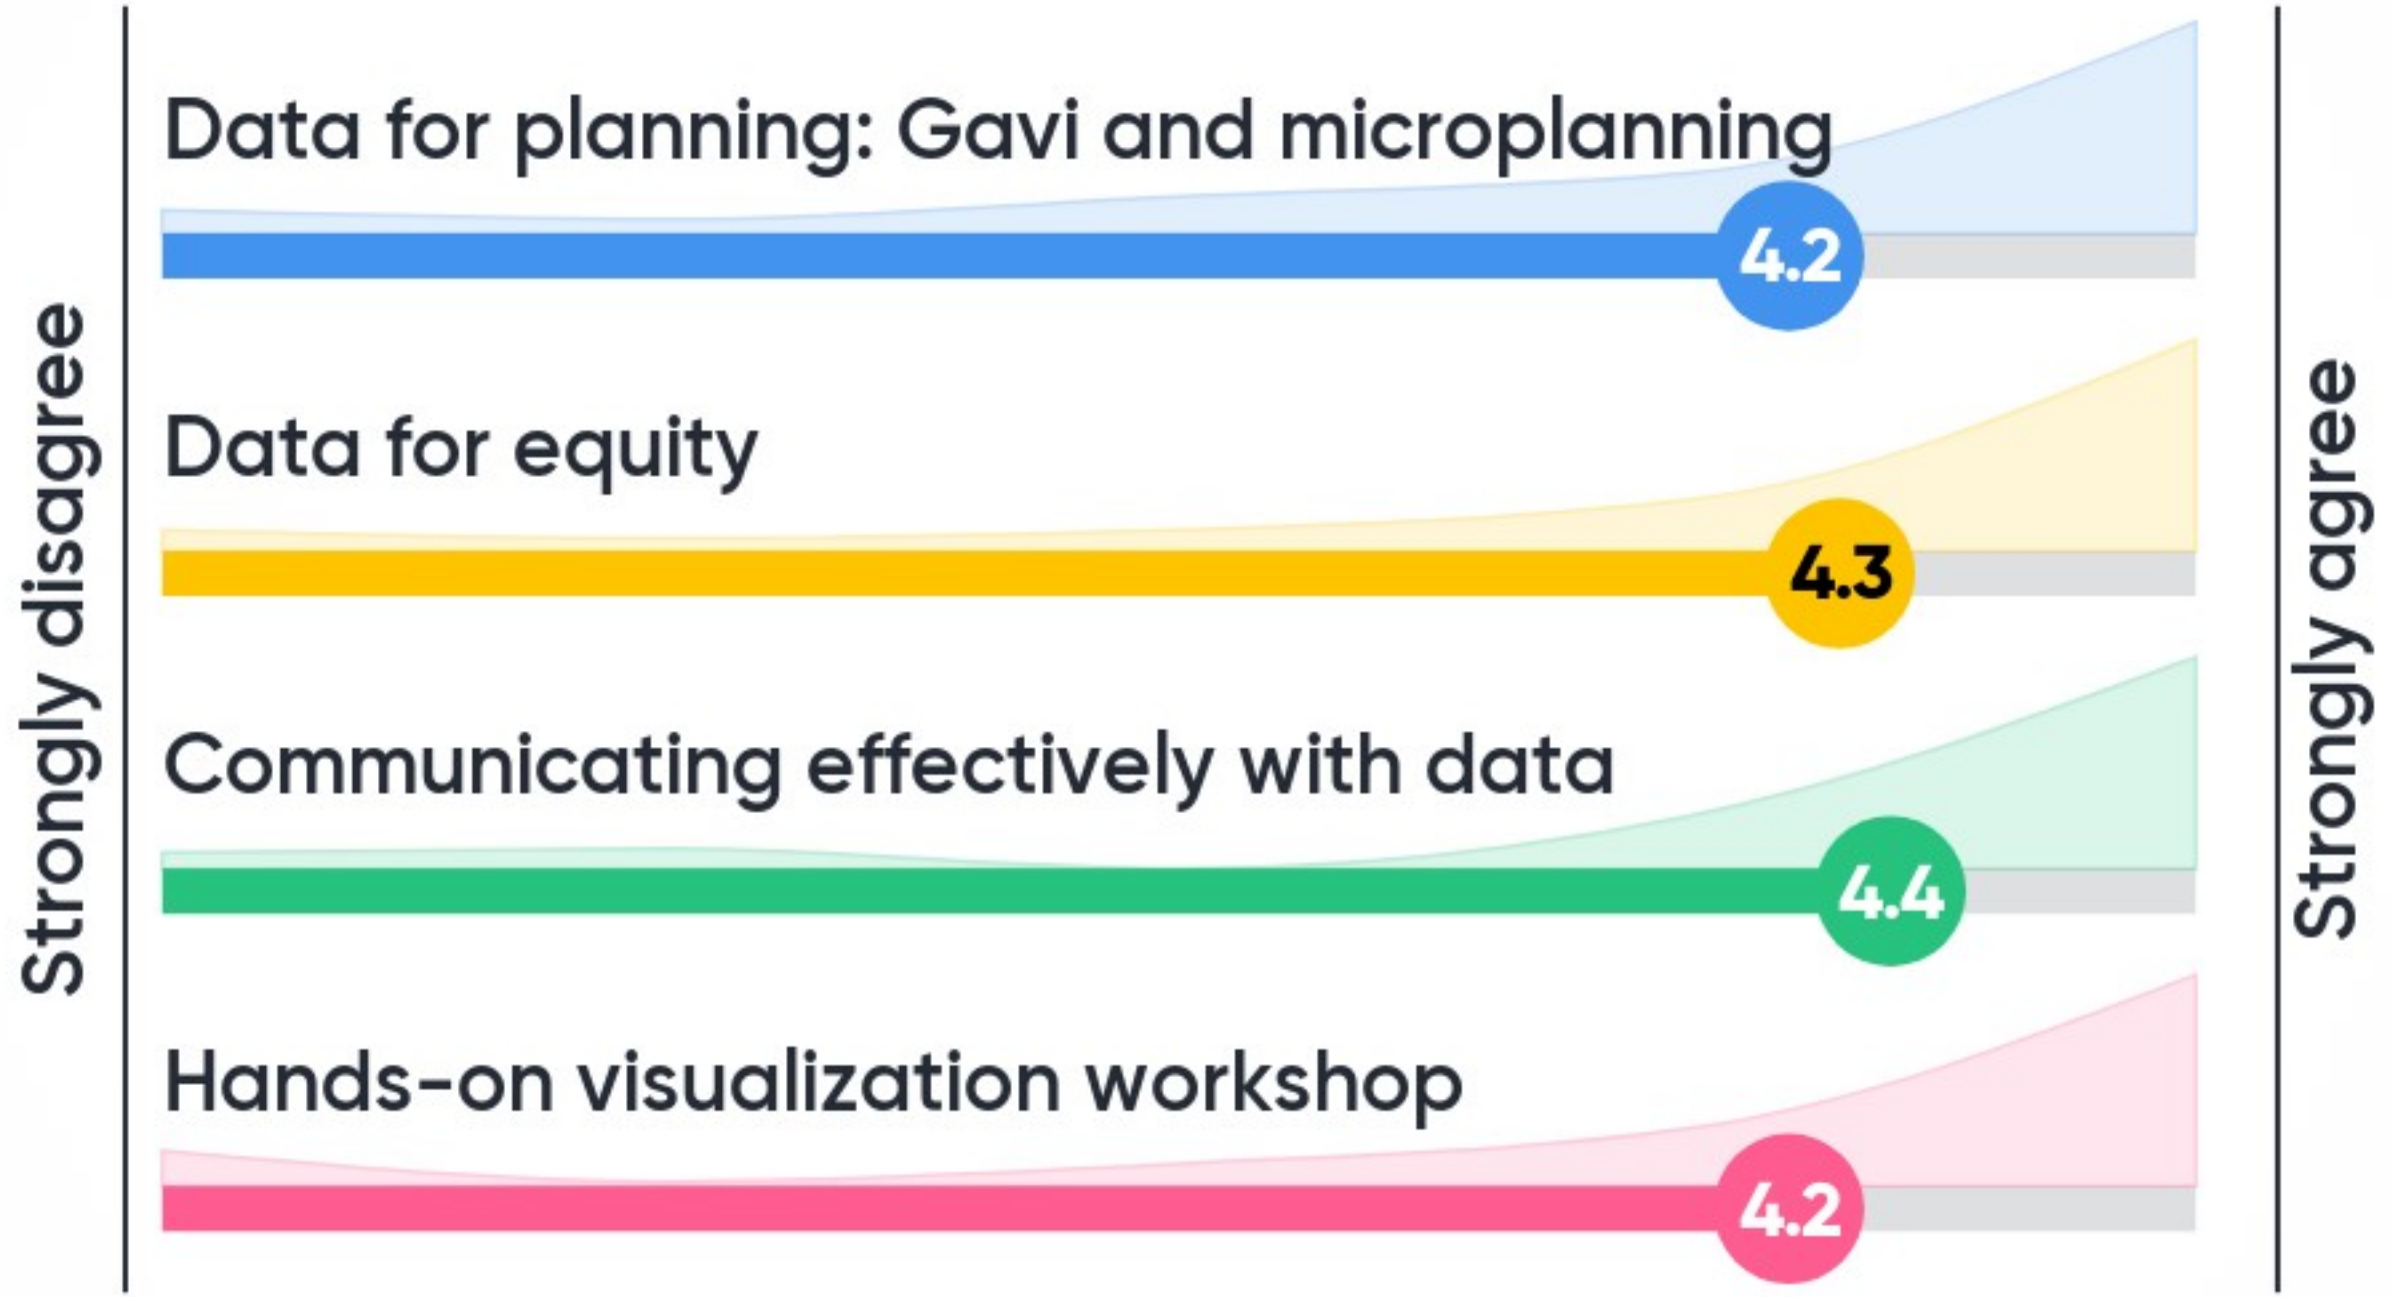 Strongly disagree
Data for planning: Gavi and microplanning
4.2
Data for equity
4.3
Communicating effectively with data
4.4
Hands-on visualization workshop
4.2
Strongly agree